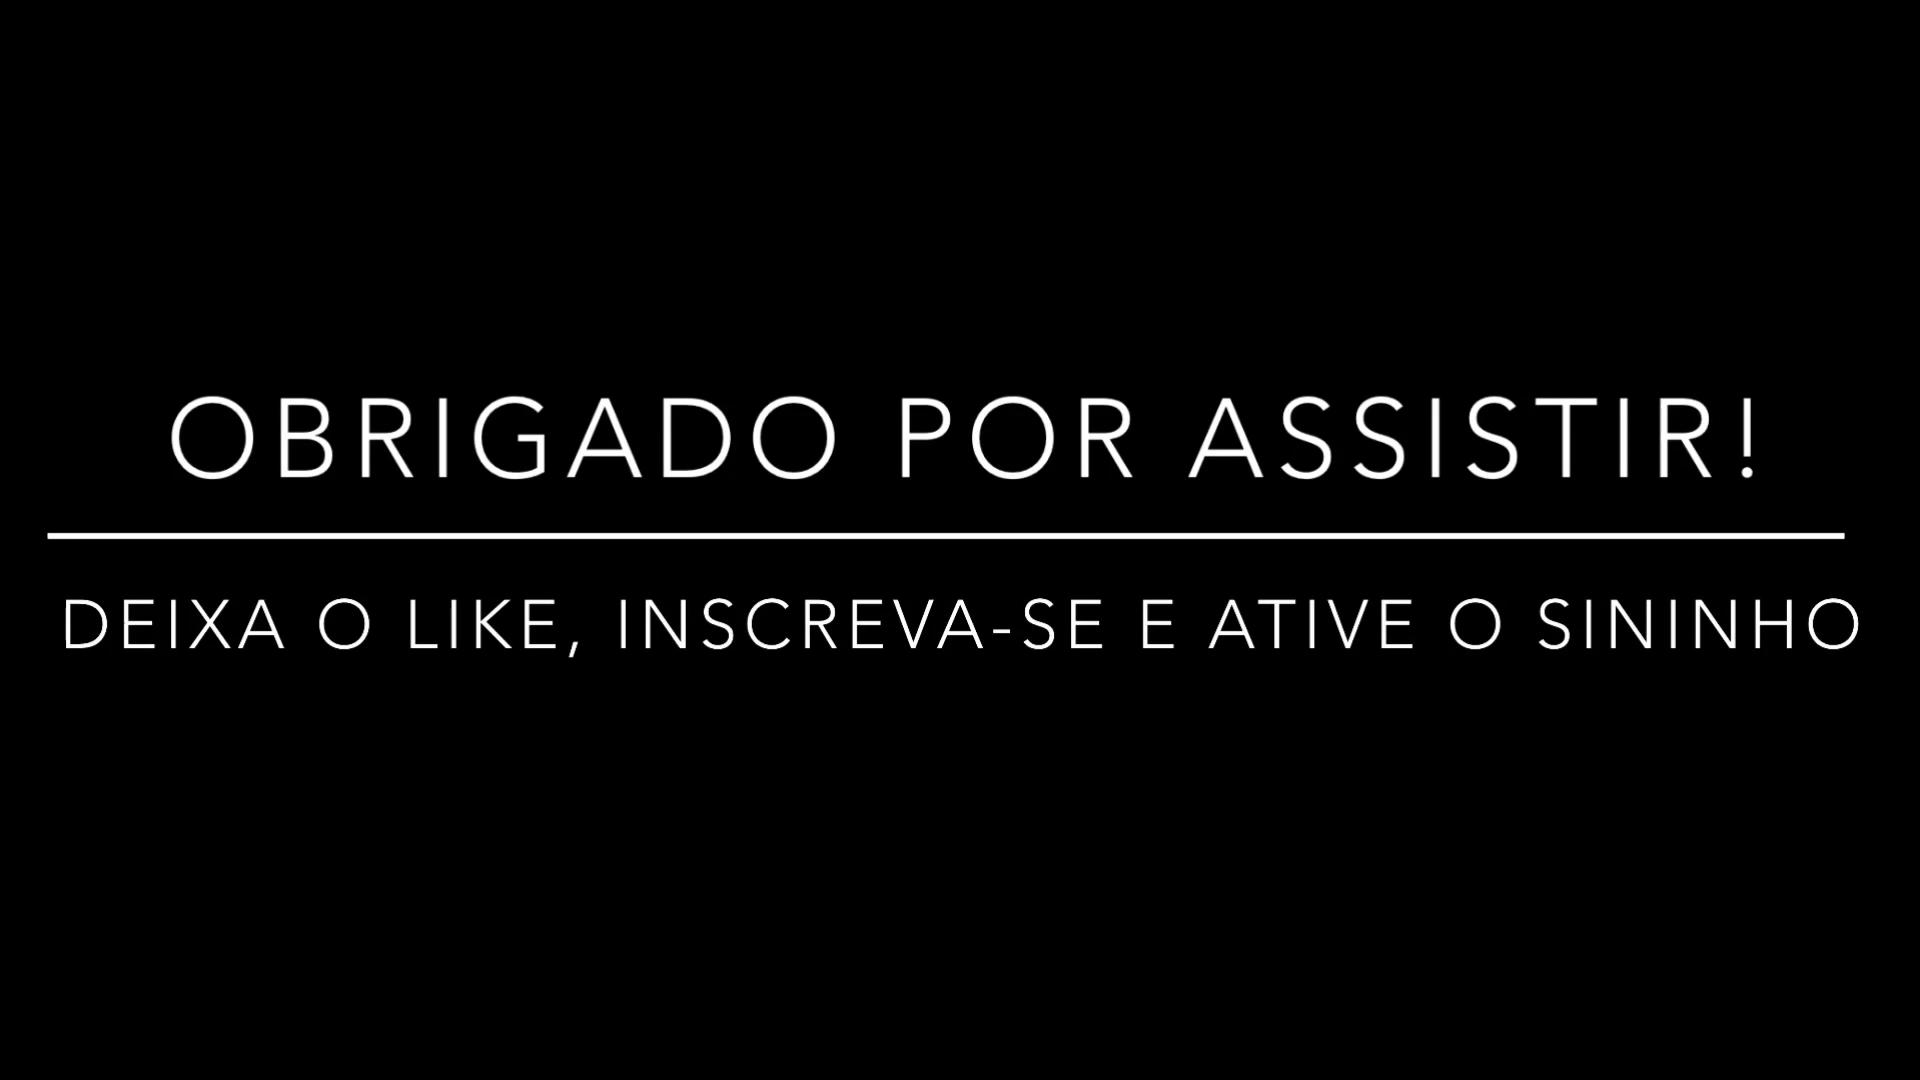 OBRIGADO POR ASSISTIR!
DEIXA O LIKE, INSCREVA-SE E ATIVE O SININHO